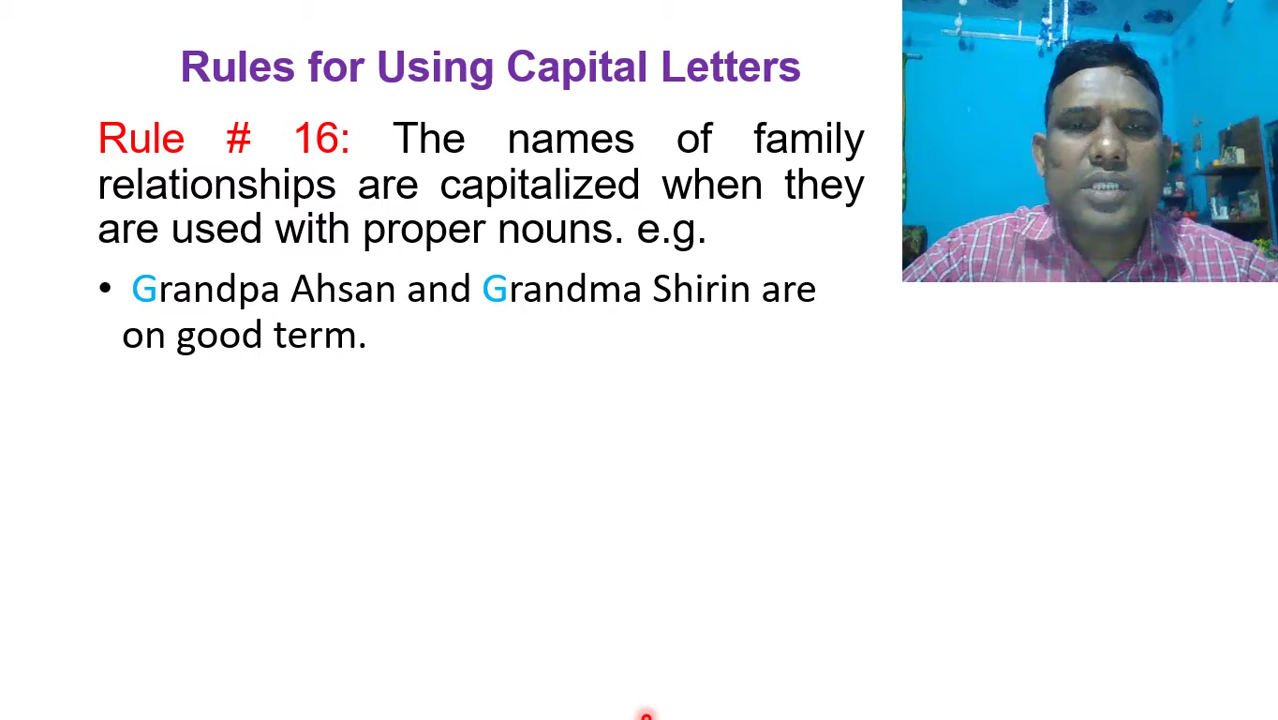 Rules for Using Capital Letters
Rule # 16: The names of family
relationships are capitalized when they
are used with proper nouns. e.g.
• Grandpa Ahsan and Grandma Shirin are
on good term.